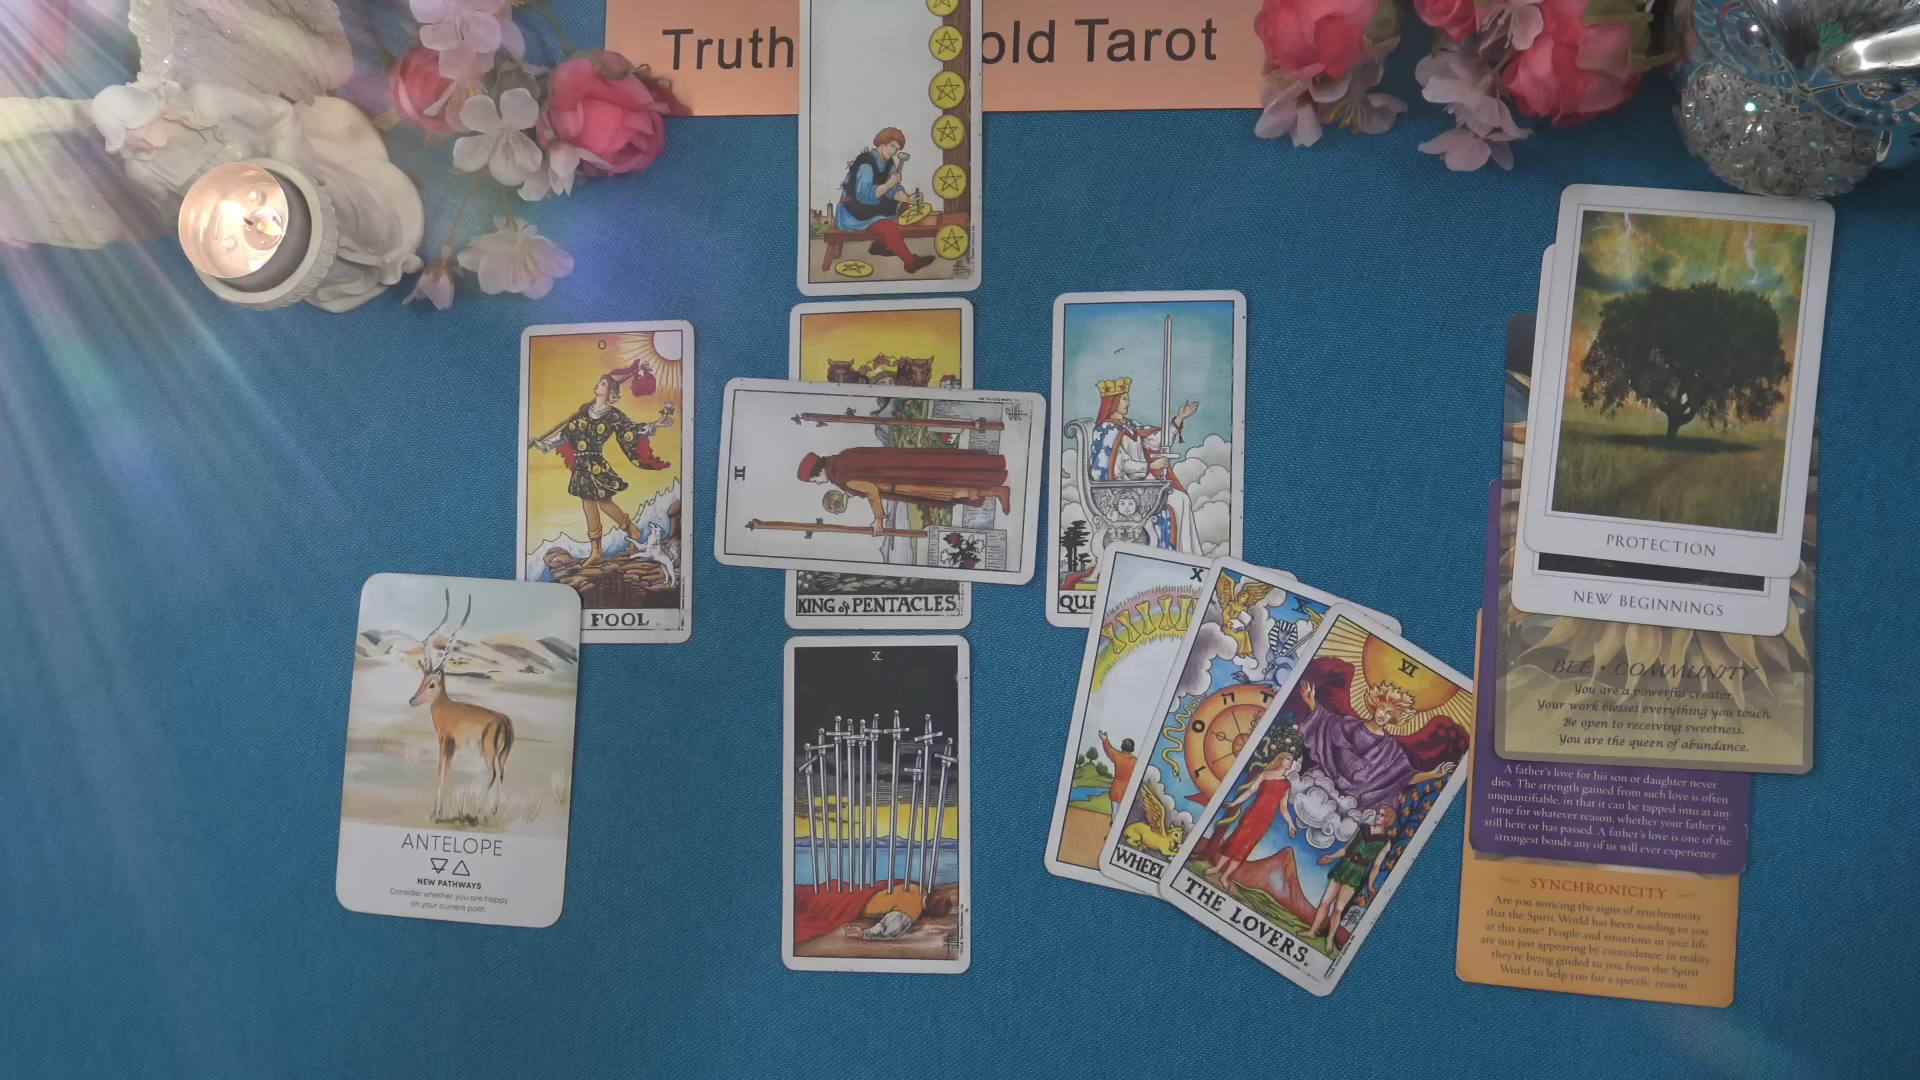 Truth old Tarot
0
FOOL
II
KING of PENTACLES
QUE
X
ANTELOPE
NEW PATHWAYS
Consider whether you are happy
on your current path
X
X
WHEEL
VI
THE LOVERS.
PROTECTION
NEW BEGINNINGS
BEE • COMMUNITY
You are a powerful creator.
Your work blesses everything you touch.
Be open to receiving sweetness.
You are the queen of abundance.
A father's love for his son or daughter never
dies. The strength gained from such love is often
unquantifiable, in that it can be tapped into at any
time for whatever reason, whether your father is
still here or has passed. A father's love is one of the
strongest bonds any of us will ever experience.
SYNCHRONICITY
Are you noticing the signs of synchronicity
that the Spirit World has been sending to you
at this time? People and situations in your life
are not just appearing by coincidence: in reality,
they're being guided to you from the Spirit
World to help you for a specific reason.